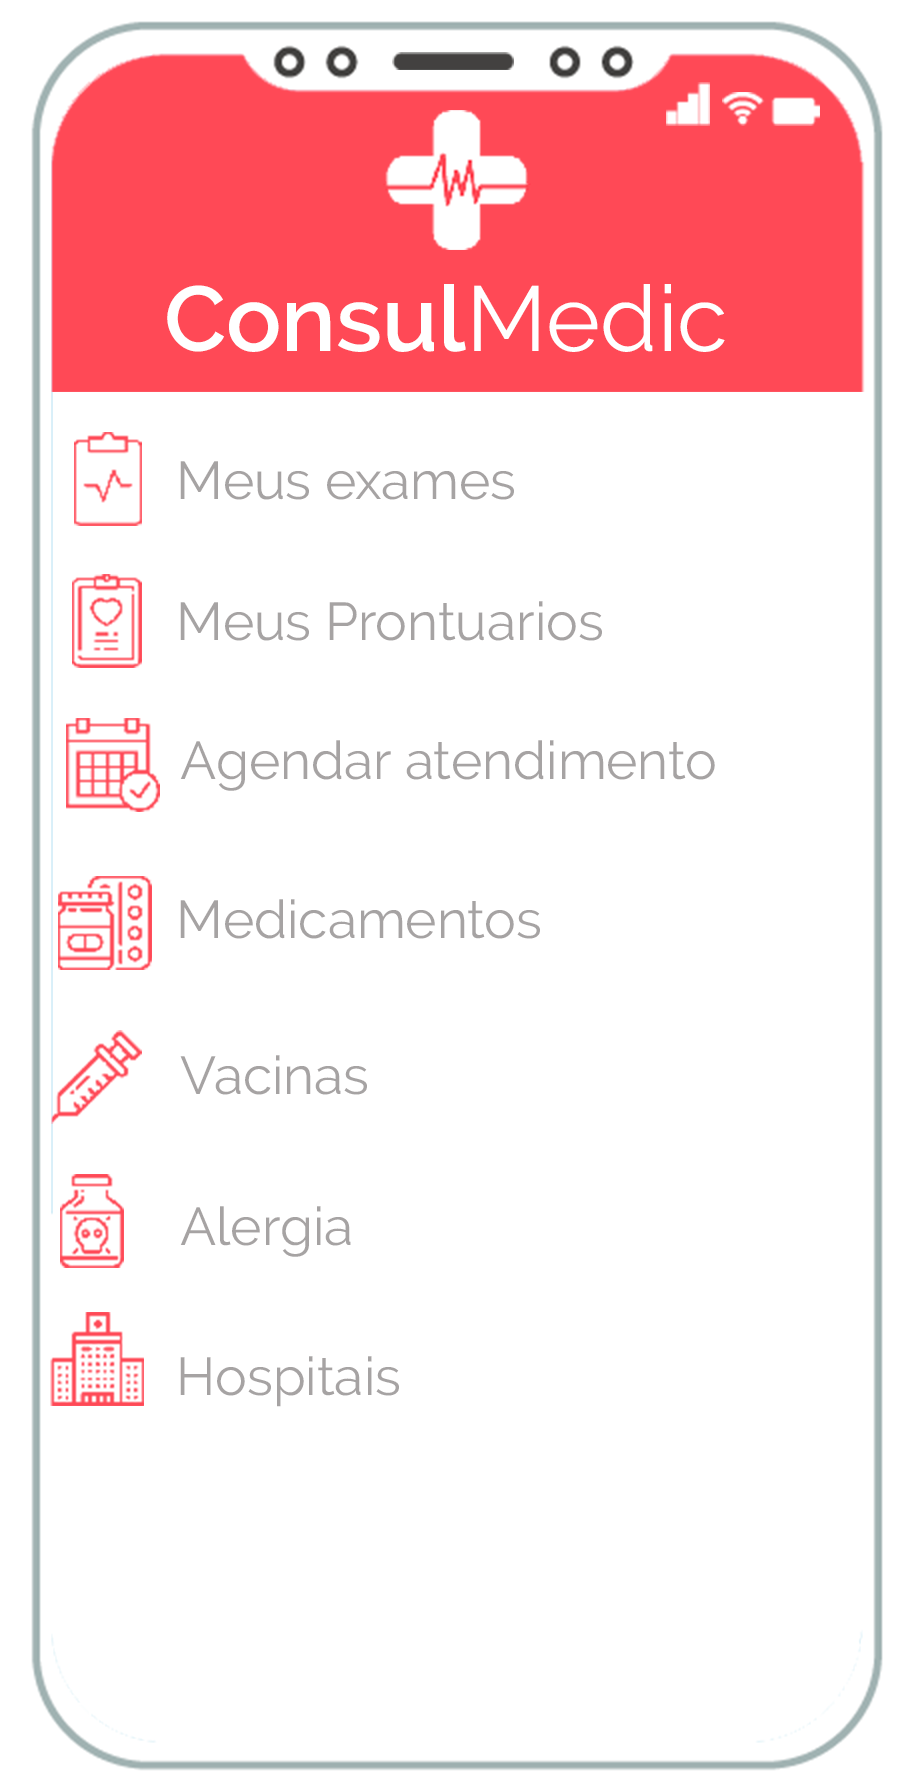 ConsulMedic
Meus exames
Meus Prontuarios
Agendar atendimento
Medicamentos
Vacinas
Alergia
Hospitais